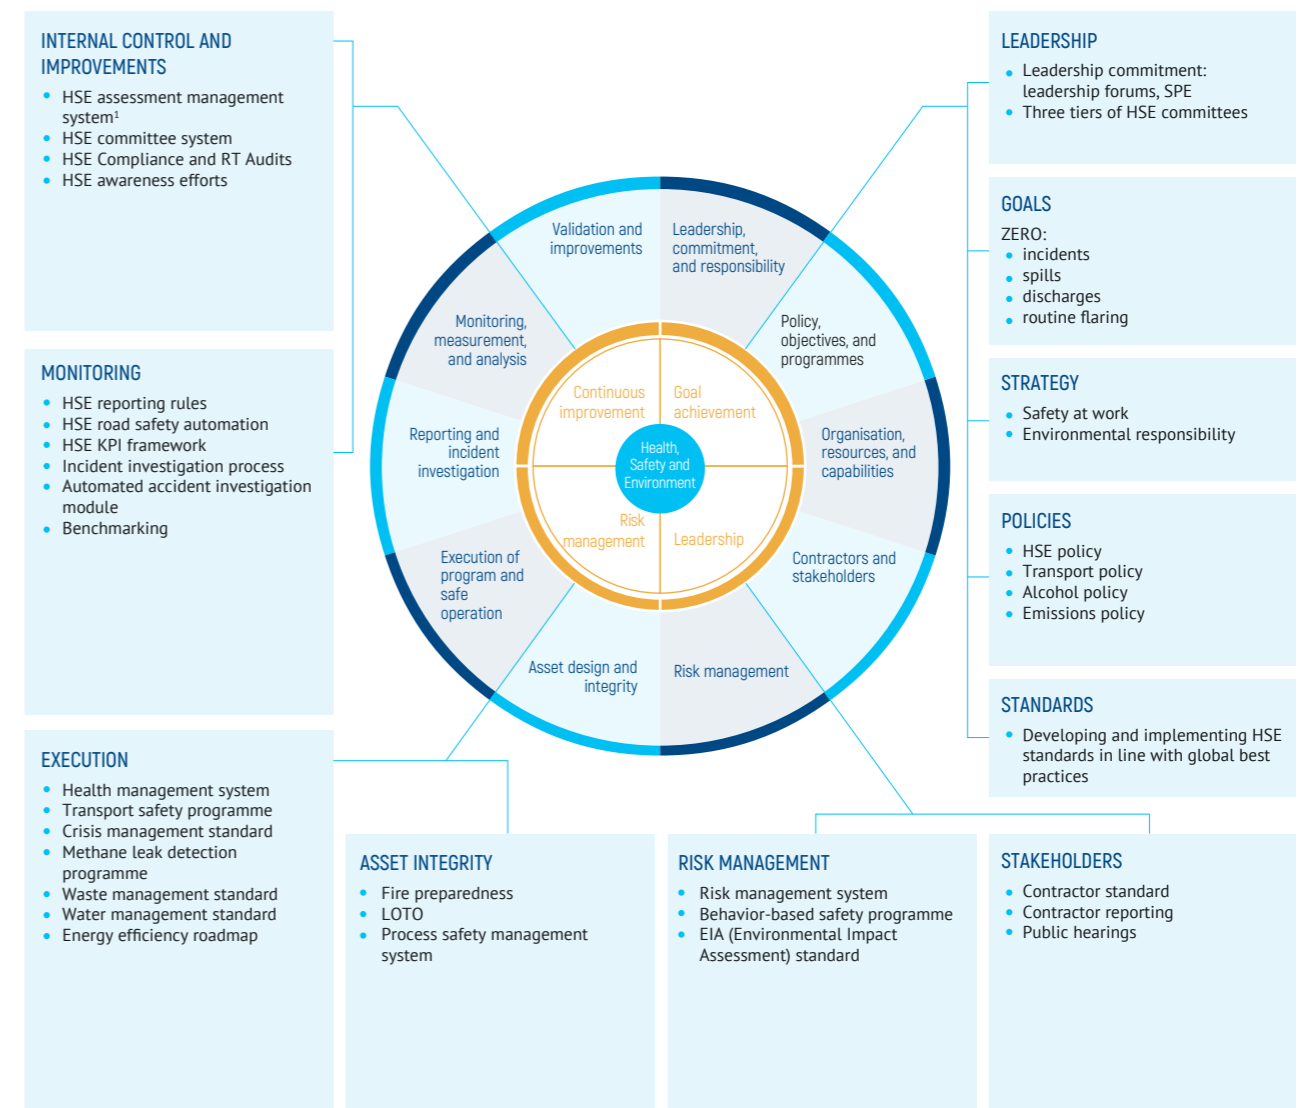 INTERNAL CONTROL AND
IMPROVEMENTS
HSE assessment management
system¹
HSE committee system
HSE Compliance and RT Audits
HSE awareness efforts
MONITORING
HSE reporting rules
HSE road safety automation
HSE KPI framework
Incident investigation process
Automated accident investigation
module
Benchmarking
EXECUTION
Health management system
Transport safety programme
Crisis management standard
Methane leak detection
programme
Waste management standard
Water management standard
Energy efficiency roadmap
Validation and
improvements
Leadership,
commitment,
and responsibility
Monitoring,
measurement,
and analysis
Policy,
objectives, and
programmes
Reporting and
incident
investigation
Organisation,
resources, and
capabilities
Execution of
program and
safe
operation
Contractors and
stakeholders
Asset design and
integrity
Risk management
Continuous
improvement
Goal
achievement
Health,
Safety and
Environment
Risk
management
Leadership
LEADERSHIP
Leadership commitment:
leadership forums, SPE
Three tiers of HSE committees
GOALS
ZERO:
incidents
spills
discharges
routine flaring
STRATEGY
Safety at work
Environmental responsibility
POLICIES
HSE policy
Transport policy
Alcohol policy
Emissions policy
STANDARDS
Developing and implementing HSE
standards in line with global best
practices
ASSET INTEGRITY
Fire preparedness
LOTO
Process safety management
system
RISK MANAGEMENT
Risk management system
Behavior-based safety programme
EIA (Environmental Impact
Assessment) standard
STAKEHOLDERS
Contractor standard
Contractor reporting
Public hearings